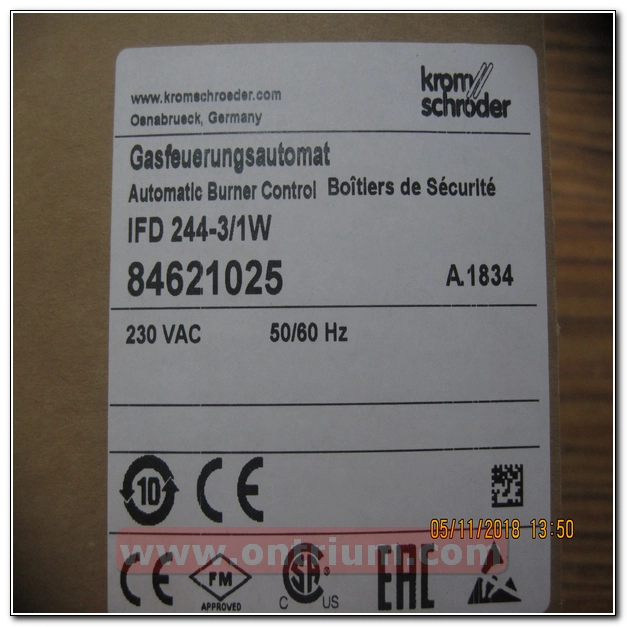 krom
schröder
www.kromschroeder.com
Osnabrueck, Germany
Gasfeuerungsautomat
Automatic Burner Control Boîtiers de Sécurité
IFD 244-3/1W
84621025 A.1834
230 VAC 50/60 Hz
10 CE
05/11/2018 13:50
www.onirium.com
CE FM APPROVED C SA ® US EAC